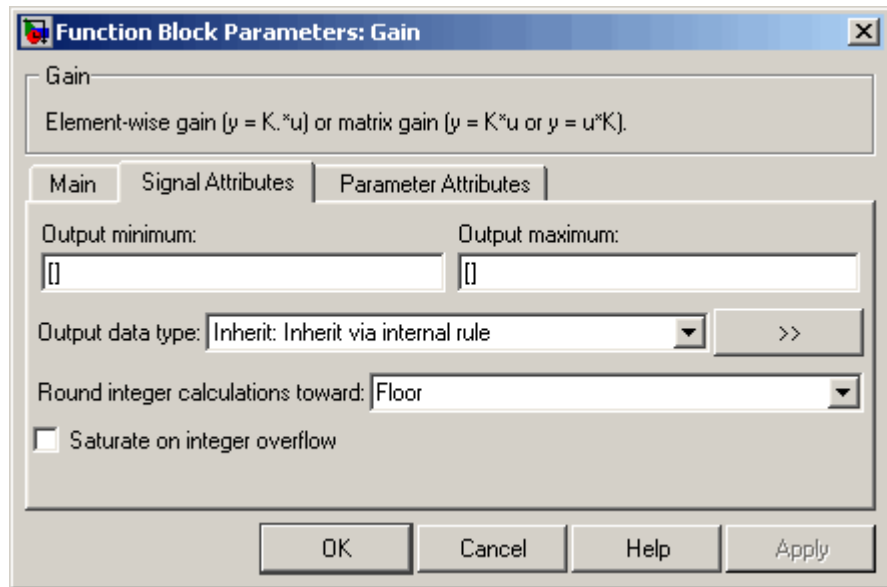 Function Block Parameters: Gain
Gain
Element-wise gain (y = K.*u) or matrix gain (y = K*u or y = u*K).
Main Signal Attributes Parameter Attributes
Output minimum: Output maximum:
[] []
Output data type: Inherit: Inherit via internal rule >>
Round integer calculations toward: Floor
Saturate on integer overflow
OK Cancel Help Apply